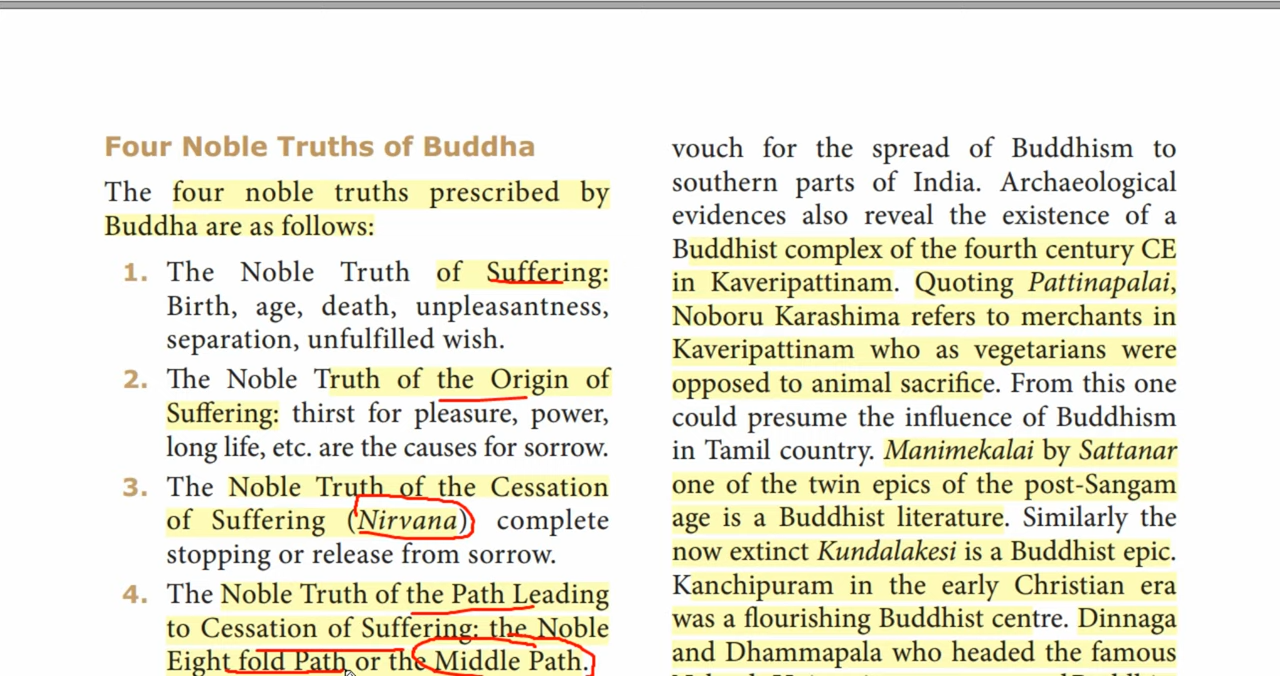 Four Noble Truths of Buddha
The four noble truths prescribed by
Buddha are as follows:
1. The Noble Truth of Suffering:
Birth, age, death, unpleasantness,
separation, unfulfilled wish.
2. The Noble Truth of the Origin of
Suffering: thirst for pleasure, power,
long life, etc. are the causes for sorrow.
3. The Noble Truth of the Cessation
of Suffering (Nirvana) complete
stopping or release from sorrow.
4. The Noble Truth of the Path Leading
to Cessation of Suffering: the Noble
Eight fold Path or the Middle Path.
vouch for the spread of Buddhism to
southern parts of India. Archaeological
evidences also reveal the existence of a
Buddhist complex of the fourth century CE
in Kaveripattinam. Quoting Pattinapalai,
Noboru Karashima refers to merchants in
Kaveripattinam who as vegetarians were
opposed to animal sacrifice. From this one
could presume the influence of Buddhism
in Tamil country. Manimekalai by Sattanar
one of the twin epics of the post-Sangam
age is a Buddhist literature. Similarly the
now extinct Kundalakesi is a Buddhist epic.
Kanchipuram in the early Christian era
was a flourishing Buddhist centre. Dinnaga
and Dhammapala who headed the famous